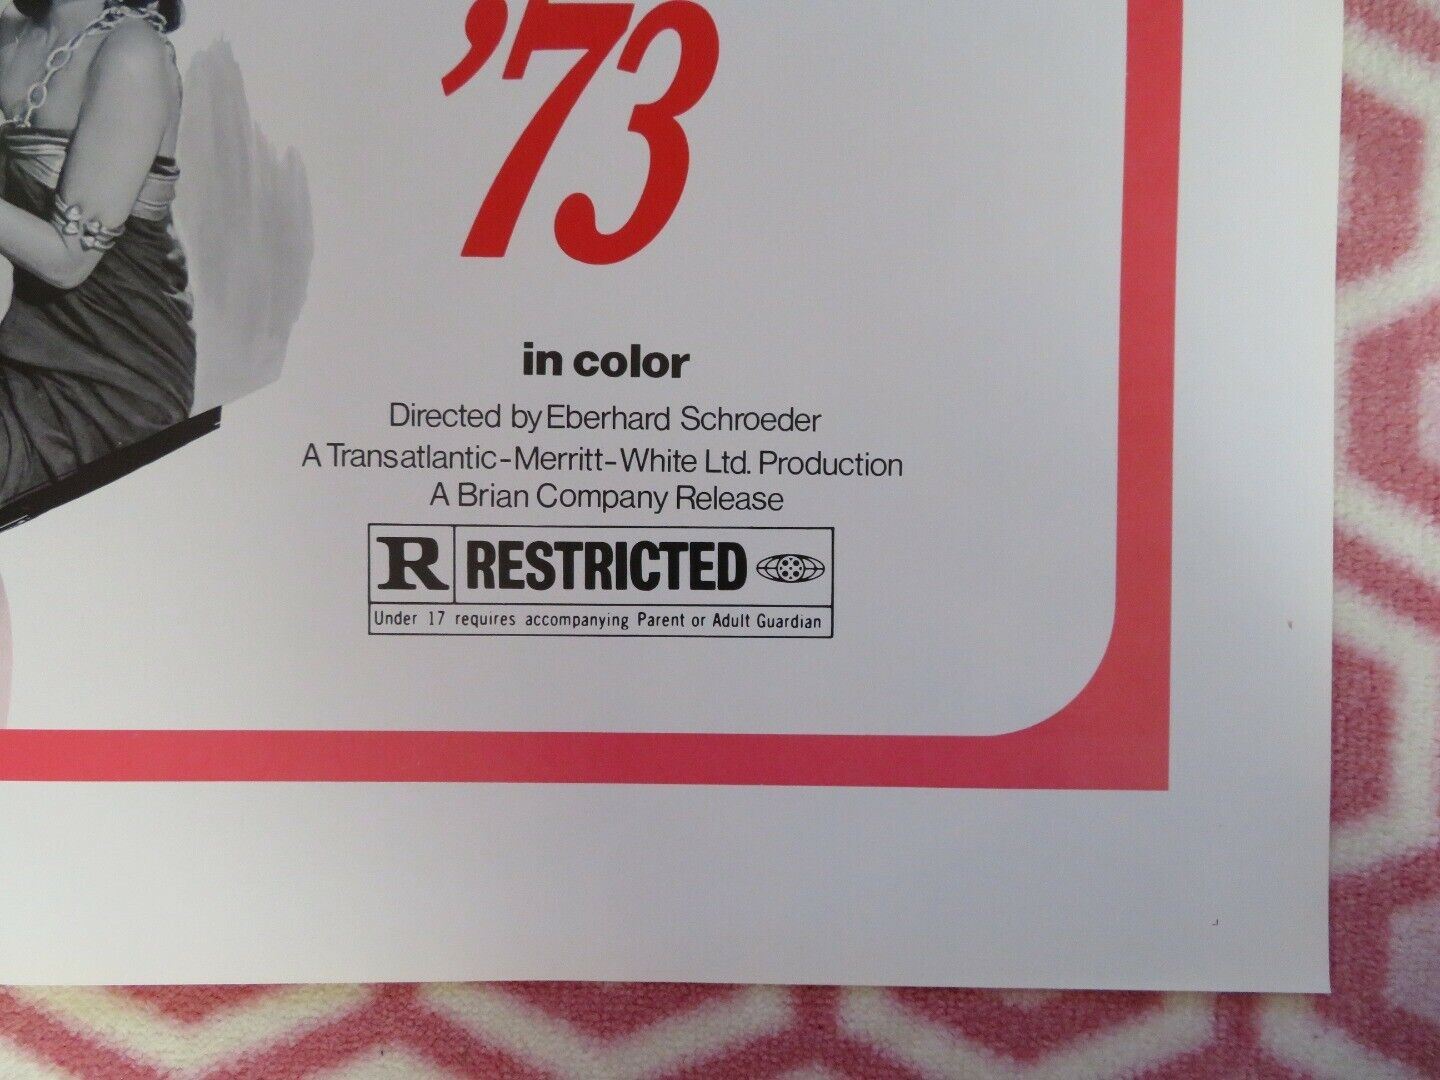 ’73
in color
Directed by Eberhard Schroeder
A Transatlantic-Merritt-White Ltd. Production
A Brian Company Release
R RESTRICTED
Under 17 requires accompanying Parent or Adult Guardian